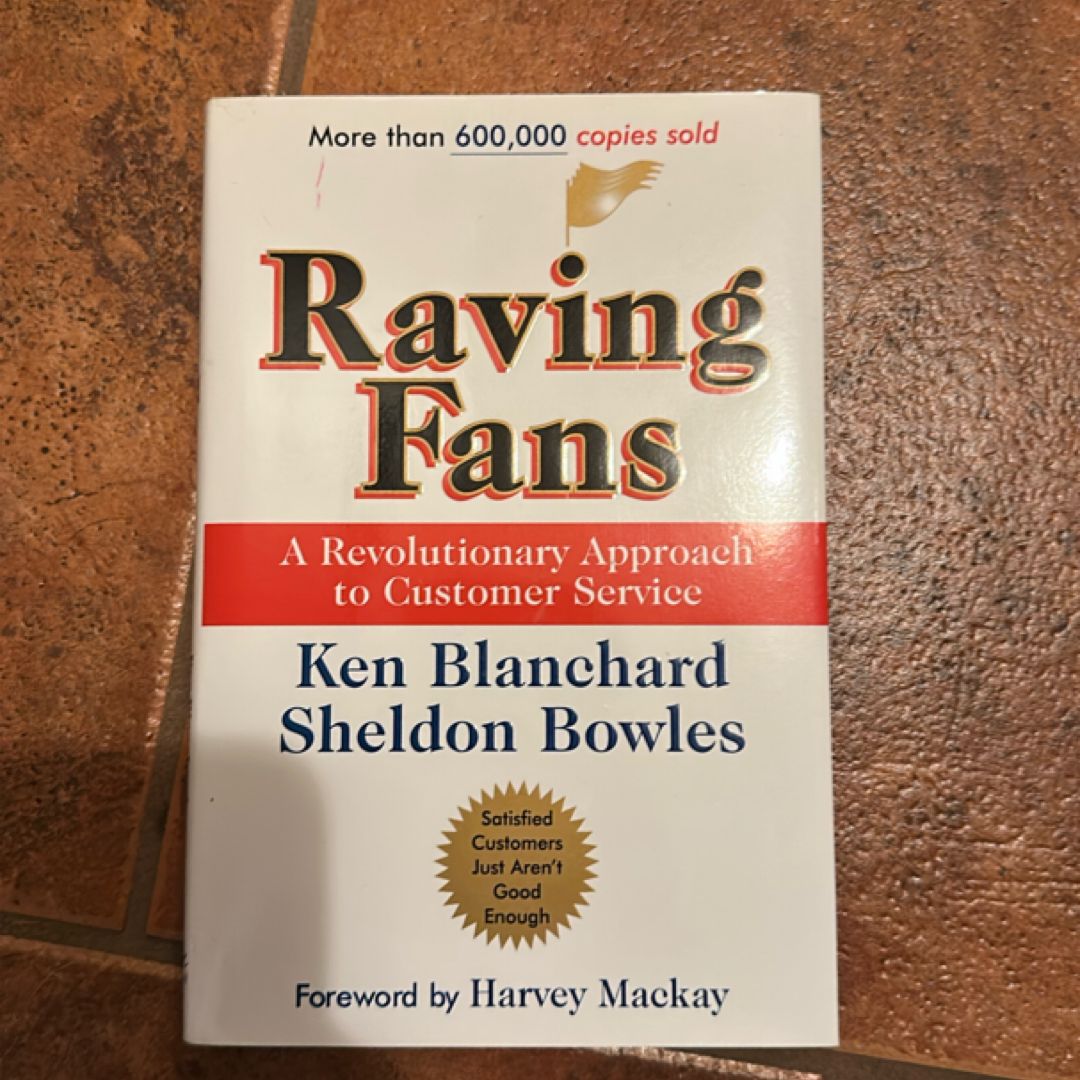 More than 600,000 copies sold
Raving
Fans
A Revolutionary Approach
to Customer Service
Ken Blanchard
Sheldon Bowles
Satisfied
Customers
Just Aren't
Good
Enough
Foreword by Harvey Mackay